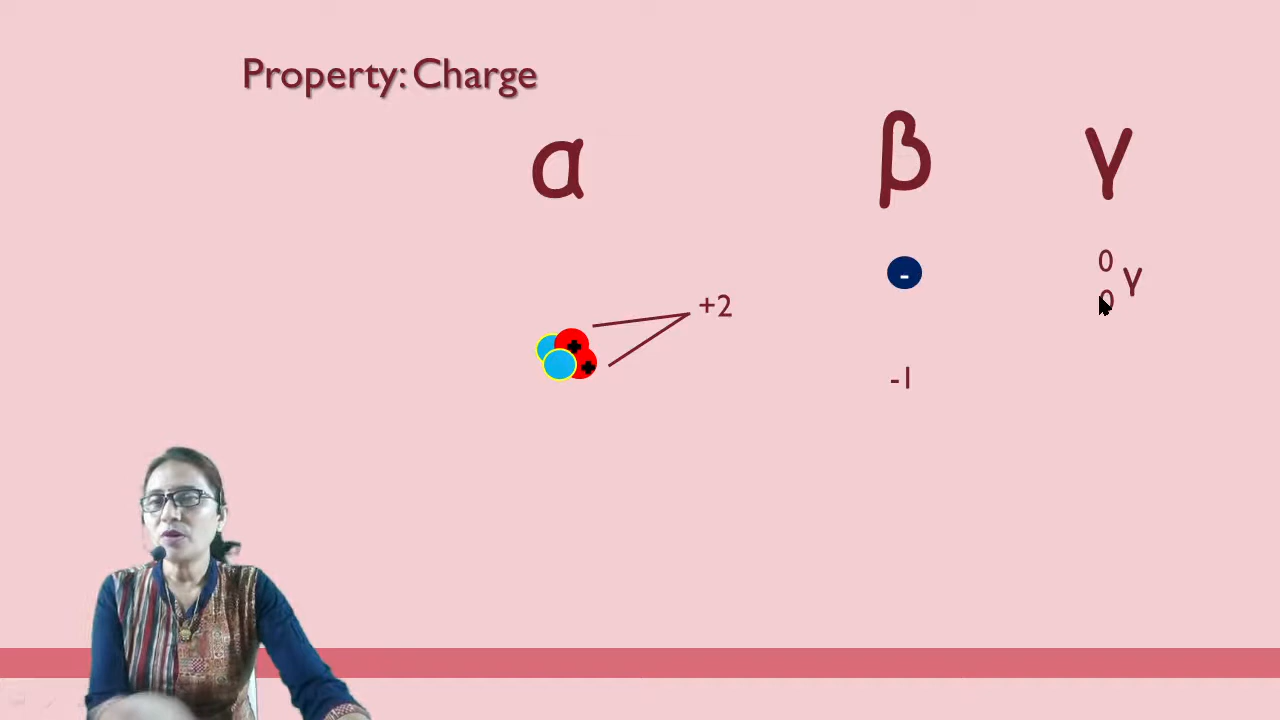 Property: Charge
α β γ
-
0
0 γ
+2
+ +
-1